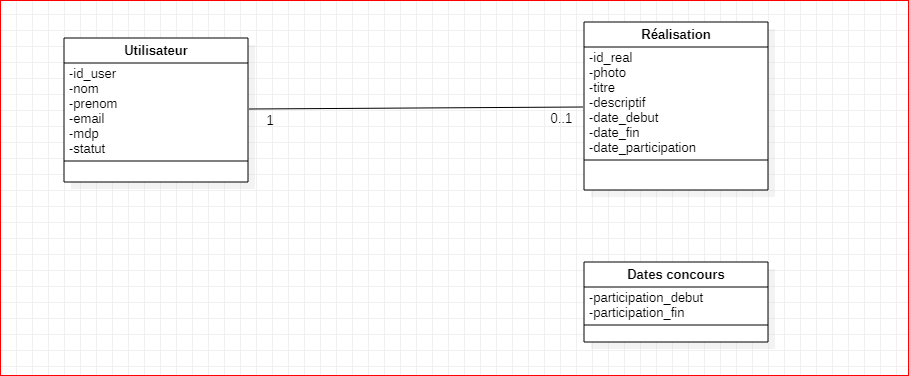 Utilisateur
-id_user
-nom
-prenom
-email
-mdp
-statut
1
0..1
Réalisation
-id_real
-photo
-titre
-descriptif
-date_debut
-date_fin
-date_participation
Dates concours
-participation_debut
-participation_fin